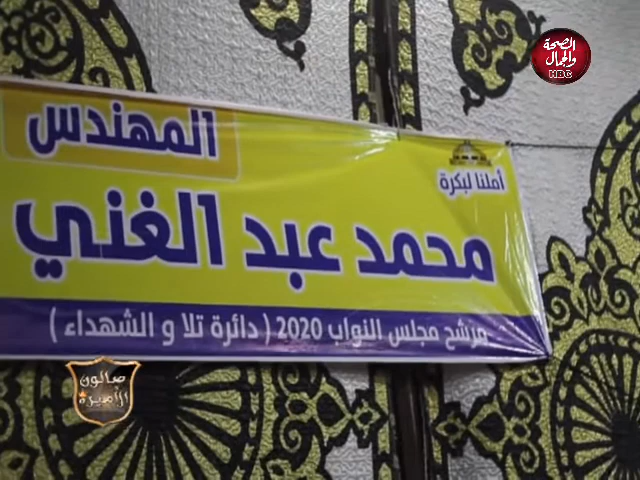 الصحة
والجمال
HBC
المهندس
أملنا لبكرة
محمد عبد الغني
مرشح مجلس النواب 2020 ( دائرة تلا و الشهداء )
صالون
الأميرة